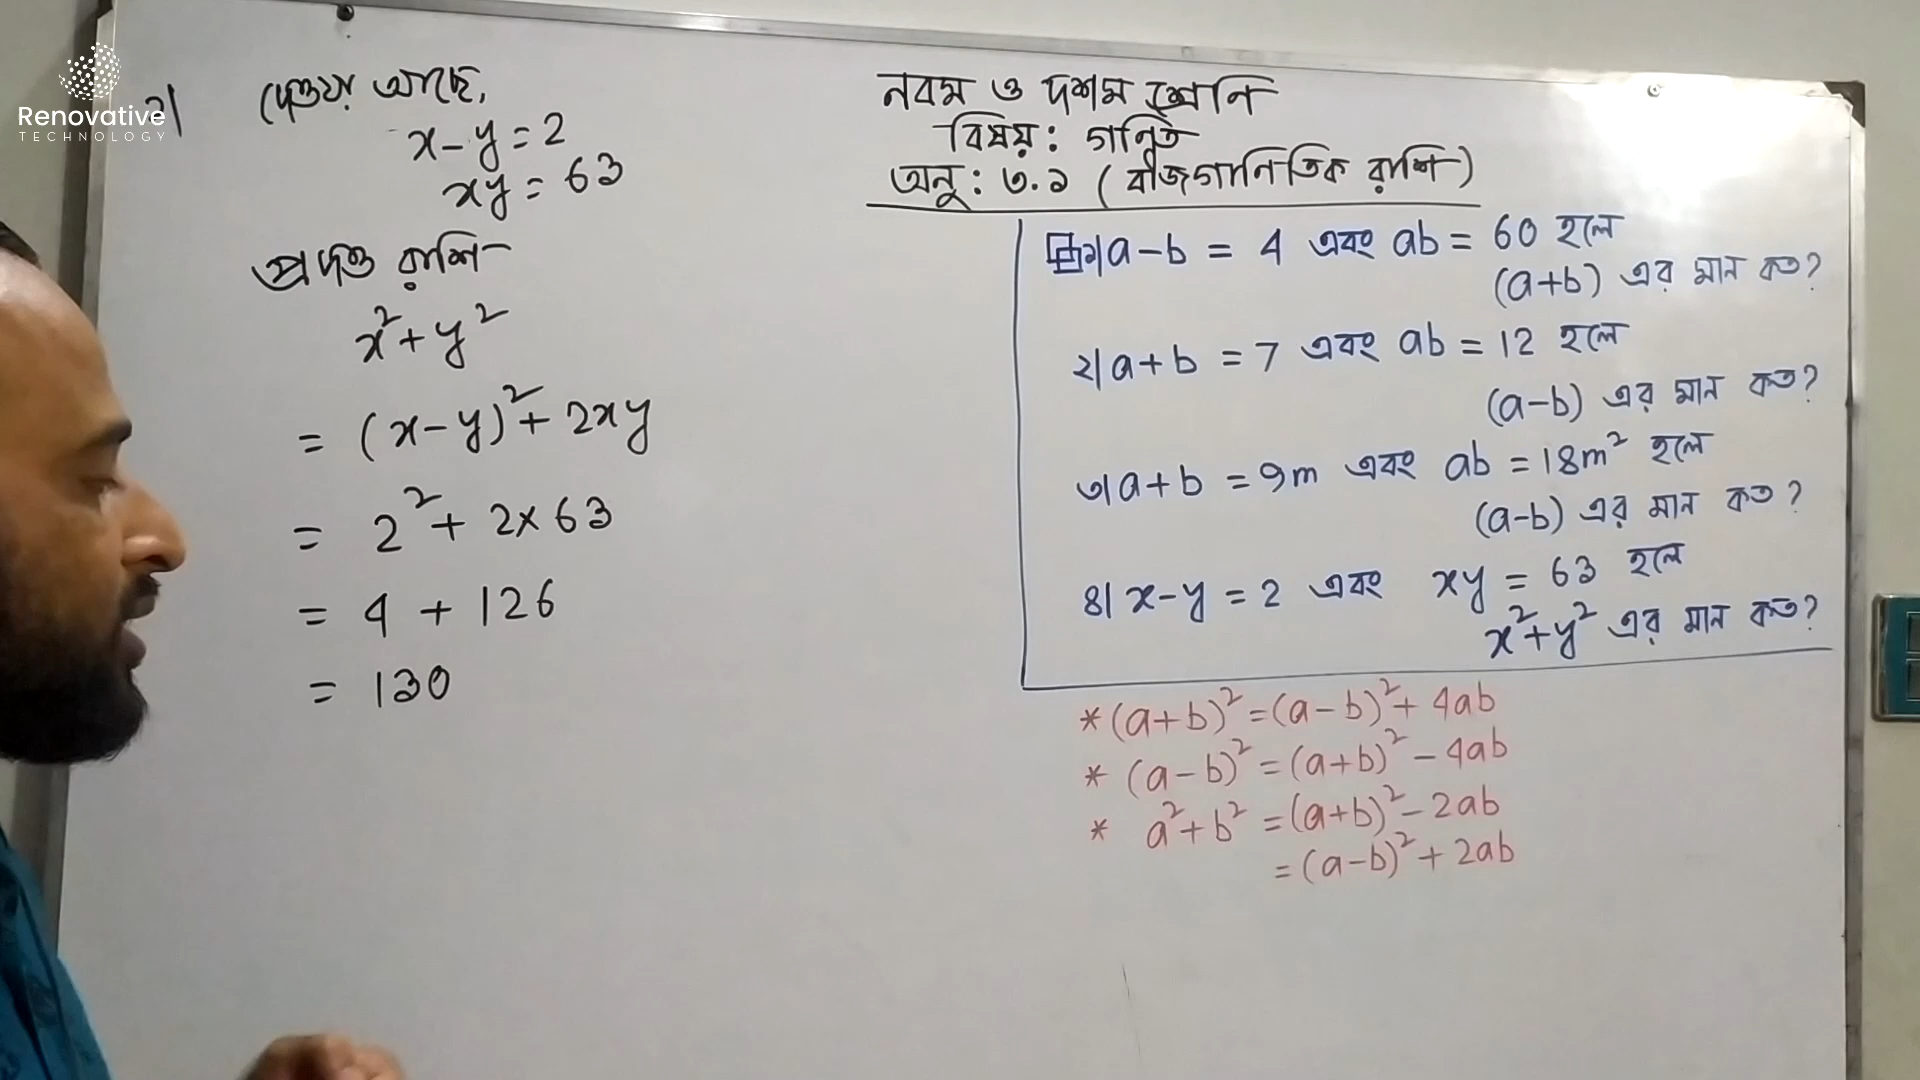 Renovative
TECHNOLOGY
দেওয়া আছে,
x - y = 2
xy = 63
প্রদত্ত রাশি
x² + y²
= (x - y)² + 2xy
= 2² + 2 × 63
= 4 + 126
= 130
নবম ও দশম শ্রেনি
বিষয় : গনিত
অনু : ৩.১ (বীজগানিতিক রাশি)
১| a - b = 4 এবং ab = 60 হলে
(a+b) এর মান কত?
২| a + b = 7 এবং ab = 12 হলে
(a-b) এর মান কত?
৩| a + b = 9m এবং ab = 18m² হলে
(a-b) এর মান কত?
৪| x - y = 2 এবং xy = 63 হলে
x² + y² এর মান কত?
* (a+b)² = (a-b)² + 4ab
* (a-b)² = (a+b)² - 4ab
* a² + b² = (a+b)² - 2ab
= (a-b)² + 2ab